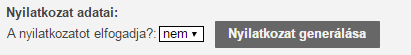 Nyilatkozat adatai:
A nyilatkozatot elfogadja?: nem Nyilatkozat generálása